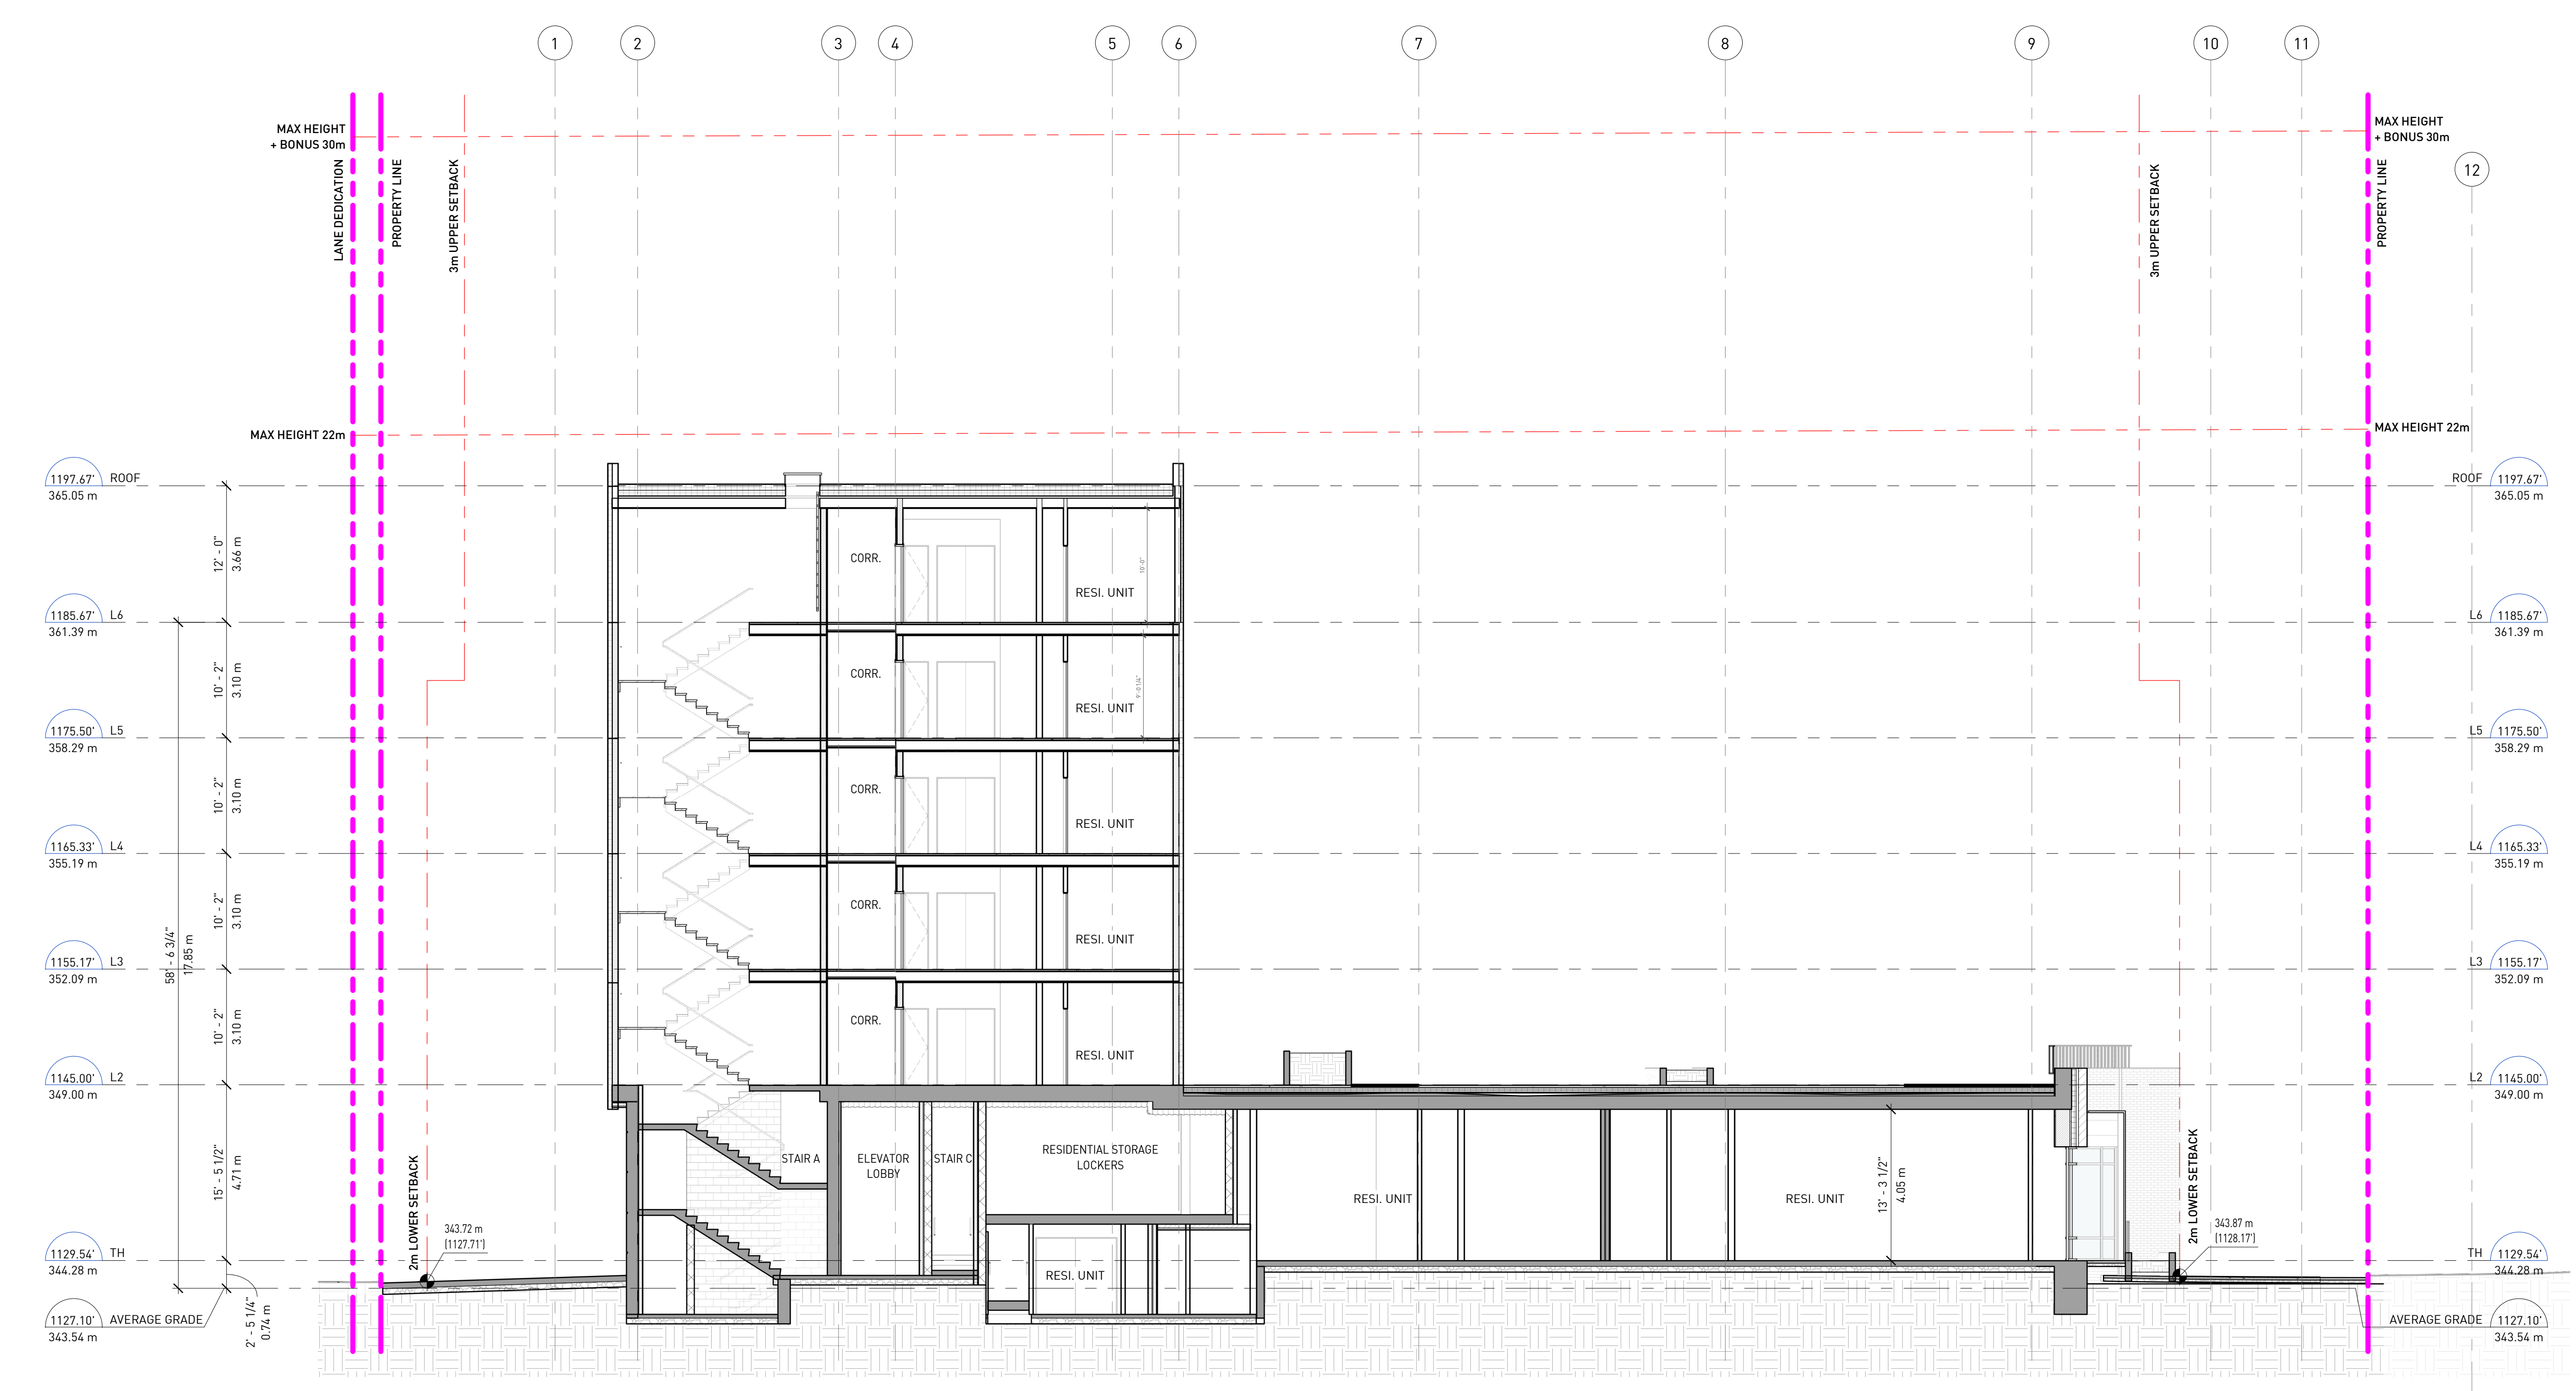 1
2
3
4
5
6
7
8
9
10
11
12
MAX HEIGHT
+ BONUS 30m
LANE DEDICATION
PROPERTY LINE
3m UPPER SETBACK
3m UPPER SETBACK
MAX HEIGHT
+ BONUS 30m
PROPERTY LINE
MAX HEIGHT 22m
MAX HEIGHT 22m
1197.67' ROOF
365.05 m
ROOF 1197.67'
365.05 m
12' - 0"
3.66 m
CORR.
10'-0"
RESI. UNIT
1185.67' L6
361.39 m
L6 1185.67'
361.39 m
10' - 2"
3.10 m
CORR.
9'-0 1/4"
RESI. UNIT
1175.50' L5
358.29 m
L5 1175.50'
358.29 m
10' - 2"
3.10 m
CORR.
RESI. UNIT
1165.33' L4
355.19 m
L4 1165.33'
355.19 m
10' - 2"
3.10 m
CORR.
RESI. UNIT
58' - 6 3/4"
17.85 m
1155.17' L3
352.09 m
L3 1155.17'
352.09 m
10' - 2"
3.10 m
CORR.
RESI. UNIT
1145.00' L2
349.00 m
L2 1145.00'
349.00 m
15' - 5 1/2"
4.71 m
2m LOWER SETBACK
STAIR A
ELEVATOR
LOBBY
STAIR C
RESIDENTIAL STORAGE
LOCKERS
RESI. UNIT
RESI. UNIT
13' - 3 1/2"
4.05 m
2m LOWER SETBACK
343.72 m
(1127.71')
343.87 m
(1128.17')
1129.54' TH
344.28 m
TH 1129.54'
344.28 m
RESI. UNIT
1127.10' AVERAGE GRADE
343.54 m
2' - 5 1/4"
0.74 m
AVERAGE GRADE 1127.10'
343.54 m